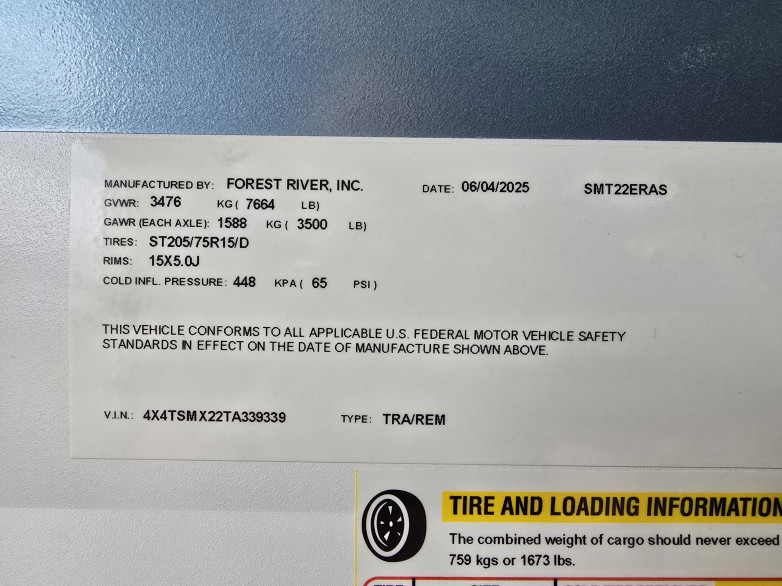 MANUFACTURED BY: FOREST RIVER, INC. DATE: 06/04/2025 SMT22ERAS
GVWR: 3476 KG ( 7664 LB)
GAWR (EACH AXLE): 1588 KG ( 3500 LB)
TIRES: ST205/75R15/D
RIMS: 15X5.0J
COLD INFL. PRESSURE: 448 KPA ( 65 PSI )
THIS VEHICLE CONFORMS TO ALL APPLICABLE U.S. FEDERAL MOTOR VEHICLE SAFETY
STANDARDS IN EFFECT ON THE DATE OF MANUFACTURE SHOWN ABOVE.
V.I.N.: 4X4TSMX22TA339339 TYPE: TRA/REM
TIRE AND LOADING INFORMATION
The combined weight of cargo should never exceed
759 kgs or 1673 lbs.